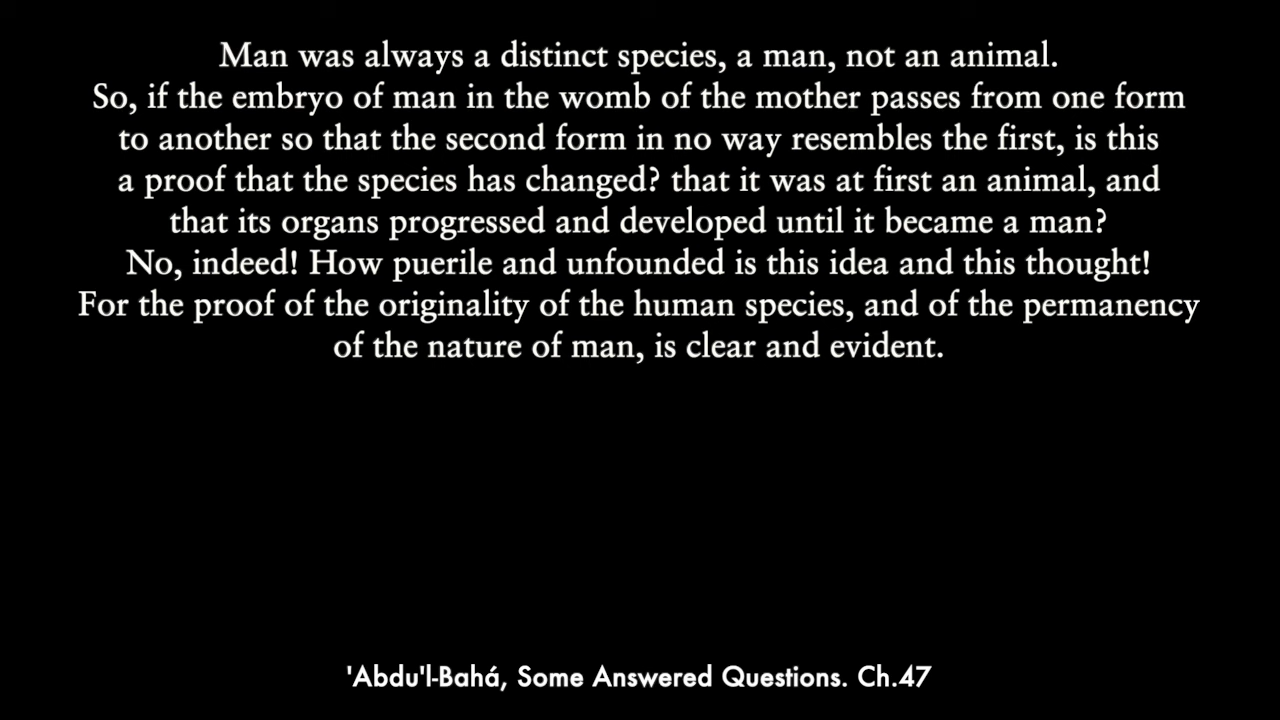 Man was always a distinct species, a man, not an animal.
So, if the embryo of man in the womb of the mother passes from one form
to another so that the second form in no way resembles the first, is this
a proof that the species has changed? that it was at first an animal, and
that its organs progressed and developed until it became a man?
No, indeed! How puerile and unfounded is this idea and this thought!
For the proof of the originality of the human species, and of the permanency
of the nature of man, is clear and evident.
'Abdu'l-Bahá, Some Answered Questions. Ch.47